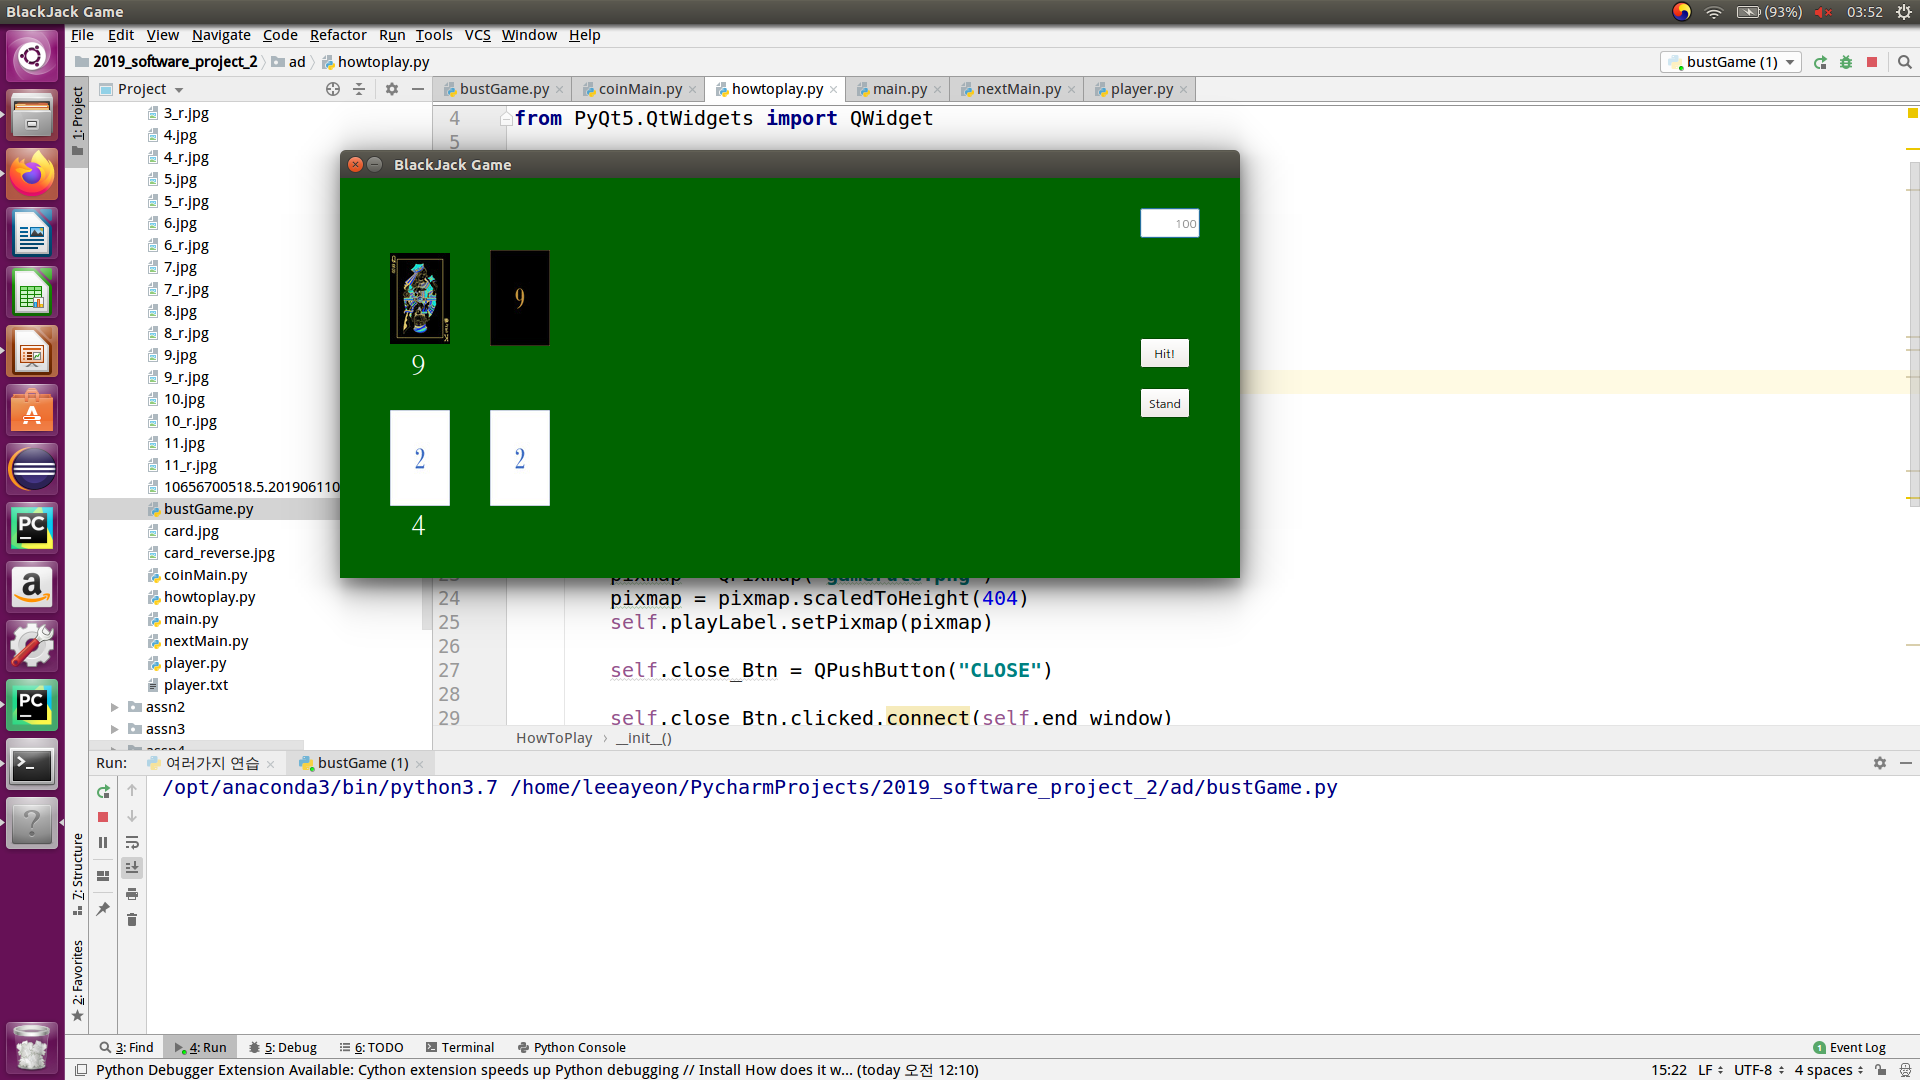 BlackJack Game
(93%) 03:52
File Edit View Navigate Code Refactor Run Tools VCS Window Help
2019_software_project_2 ad howtoplay.py
bustGame (1)
Project
bustGame.py coinMain.py howtoplay.py main.py nextMain.py player.py
1: Project
3_r.jpg
4.jpg
4_r.jpg
5.jpg
5_r.jpg
6.jpg
6_r.jpg
7.jpg
7_r.jpg
8.jpg
8_r.jpg
9.jpg
9_r.jpg
10.jpg
10_r.jpg
11.jpg
11_r.jpg
10656700518.5.201906110
bustGame.py
card.jpg
card_reverse.jpg
coinMain.py
howtoplay.py
main.py
nextMain.py
player.py
player.txt
assn2
assn3
4 from PyQt5.QtWidgets import QWidget
5
BlackJack Game
100
9
9
Hit!
Stand
2 2
4
24 pixmap = pixmap.scaledToHeight(404)
25 self.playLabel.setPixmap(pixmap)
26
27 self.close_Btn = QPushButton("CLOSE")
28
29 self.close_Btn.clicked.connect(self.end_window)
HowToPlay __init__()
Run: 여러가지 연습 bustGame (1)
/opt/anaconda3/bin/python3.7 /home/leeayeon/PycharmProjects/2019_software_project_2/ad/bustGame.py
7: Structure
2: Favorites
3: Find 4: Run 5: Debug 6: TODO Terminal Python Console
1 Event Log
Python Debugger Extension Available: Cython extension speeds up Python debugging // Install How does it w... (today 오전 12:10)
15:22 LF UTF-8 4 spaces